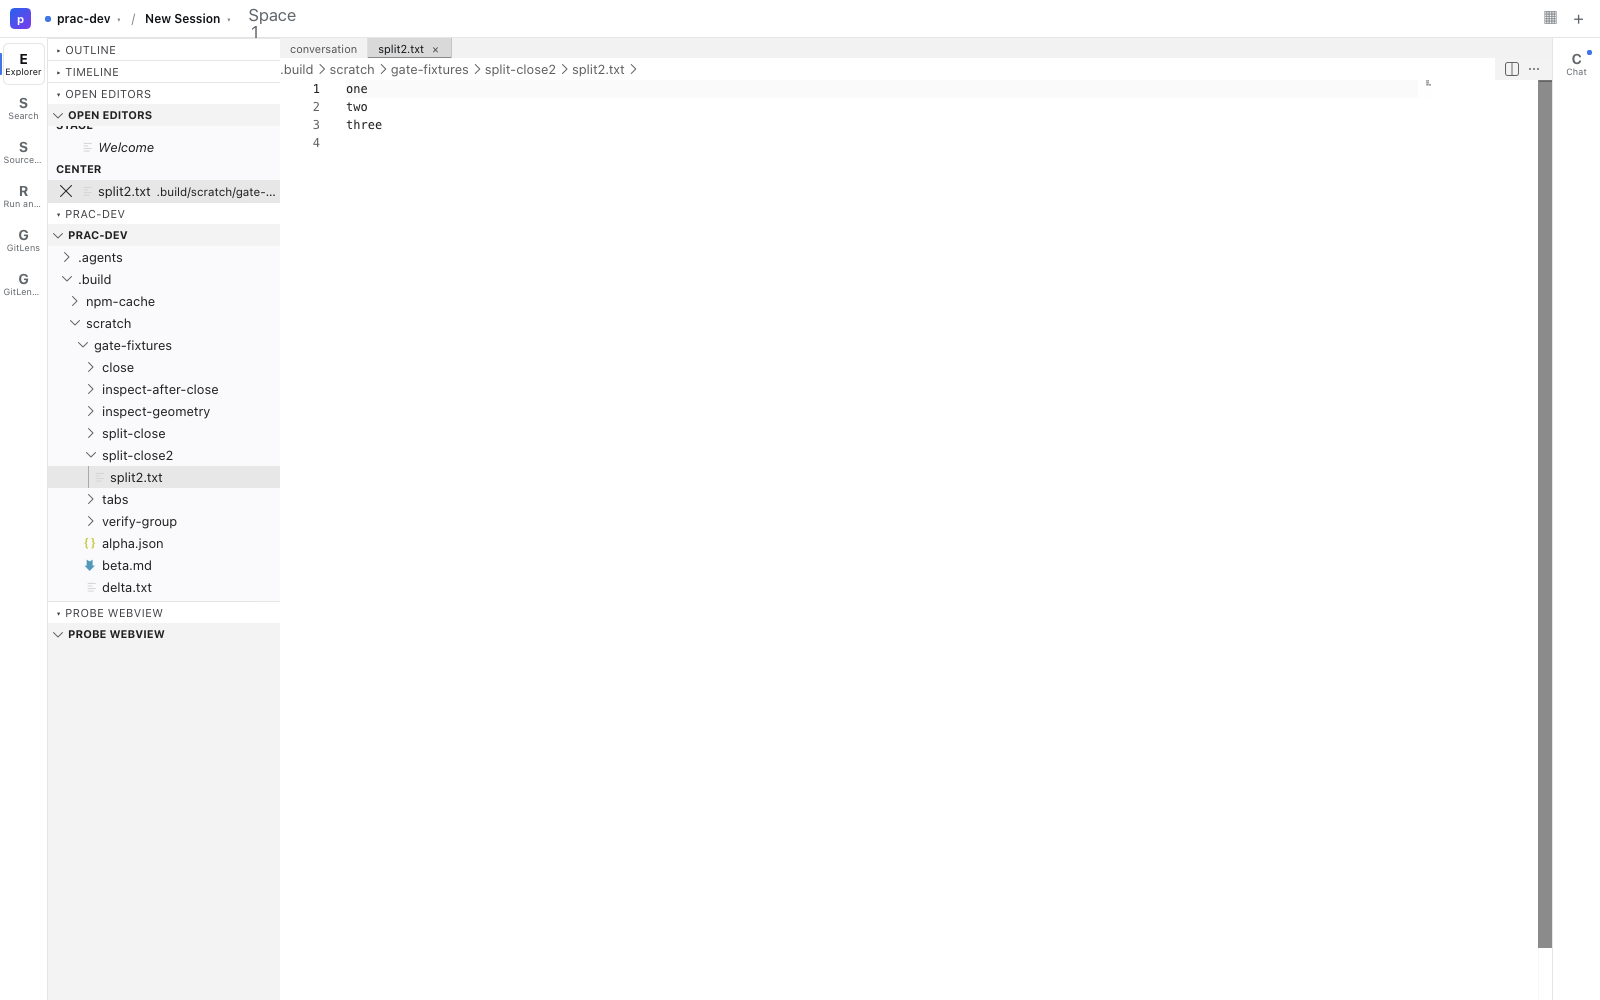 p prac-dev / New Session Space 1 +
E
Explorer
S
Search
S
Source...
R
Run an...
G
GitLens
G
GitLen...
OUTLINE
TIMELINE
OPEN EDITORS
OPEN EDITORS
STAGE
Welcome
CENTER
split2.txt .build/scratch/gate-...
PRAC-DEV
PRAC-DEV
.agents
.build
npm-cache
scratch
gate-fixtures
close
inspect-after-close
inspect-geometry
split-close
split-close2
split2.txt
tabs
verify-group
{} alpha.json
beta.md
delta.txt
PROBE WEBVIEW
PROBE WEBVIEW
conversation split2.txt ×
.build > scratch > gate-fixtures > split-close2 > split2.txt > ...
1 one
2 two
3 three
4
C
Chat